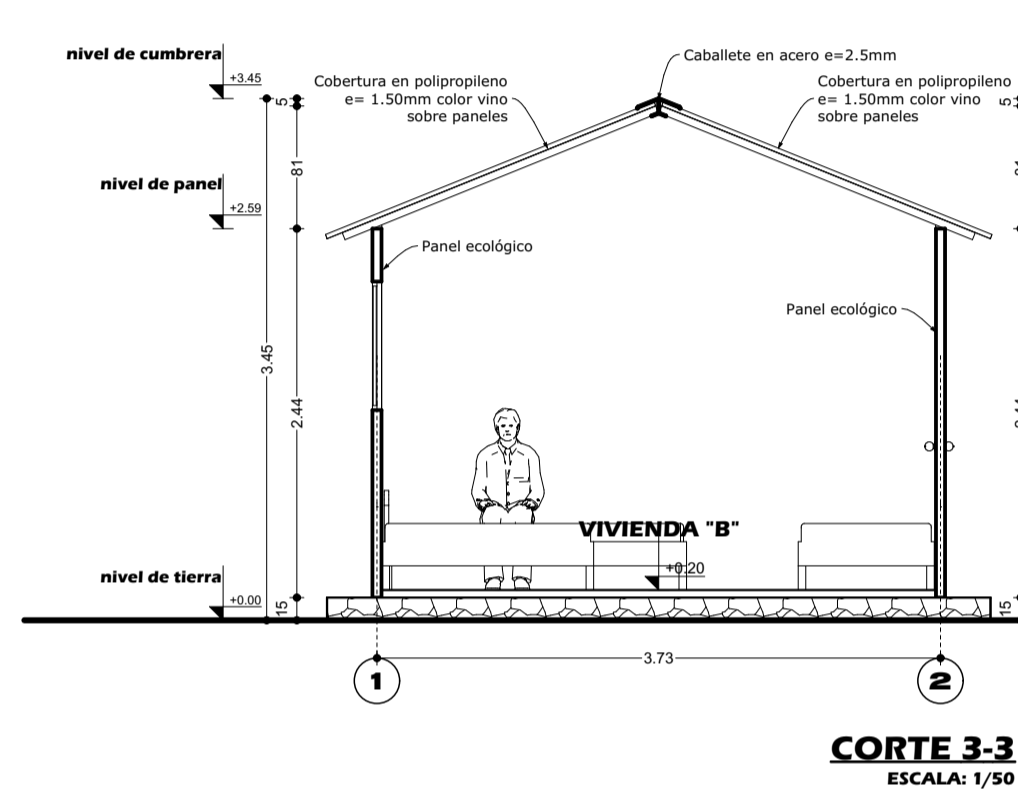 nivel de cumbrera
+3.45
Caballete en acero e=2.5mm
Cobertura en polipropileno
e= 1.50mm color vino
sobre paneles
Cobertura en polipropileno
e= 1.50mm color vino
sobre paneles
5
5
81
nivel de panel
+2.59
Panel ecológico
Panel ecológico
3.45
2.44
VIVIENDA "B"
+0.20
nivel de tierra
+0.00
15
15
3.73
1
2
CORTE 3-3
ESCALA: 1/50